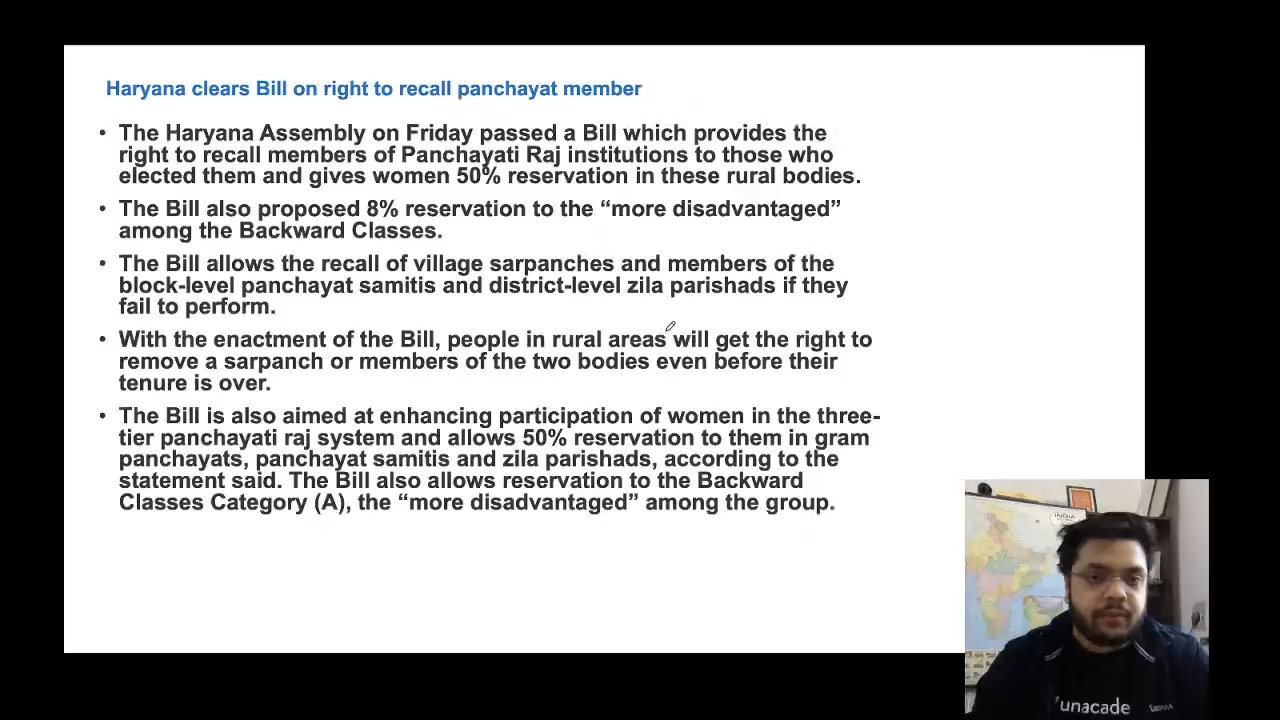 Haryana clears Bill on right to recall panchayat member
• The Haryana Assembly on Friday passed a Bill which provides the
right to recall members of Panchayati Raj institutions to those who
elected them and gives women 50% reservation in these rural bodies.
• The Bill also proposed 8% reservation to the “more disadvantaged”
among the Backward Classes.
• The Bill allows the recall of village sarpanches and members of the
block-level panchayat samitis and district-level zila parishads if they
fail to perform.
• With the enactment of the Bill, people in rural areas will get the right to
remove a sarpanch or members of the two bodies even before their
tenure is over.
• The Bill is also aimed at enhancing participation of women in the three-
tier panchayati raj system and allows 50% reservation to them in gram
panchayats, panchayat samitis and zila parishads, according to the
statement said. The Bill also allows reservation to the Backward
Classes Category (A), the “more disadvantaged” among the group.
INDIA
unacade